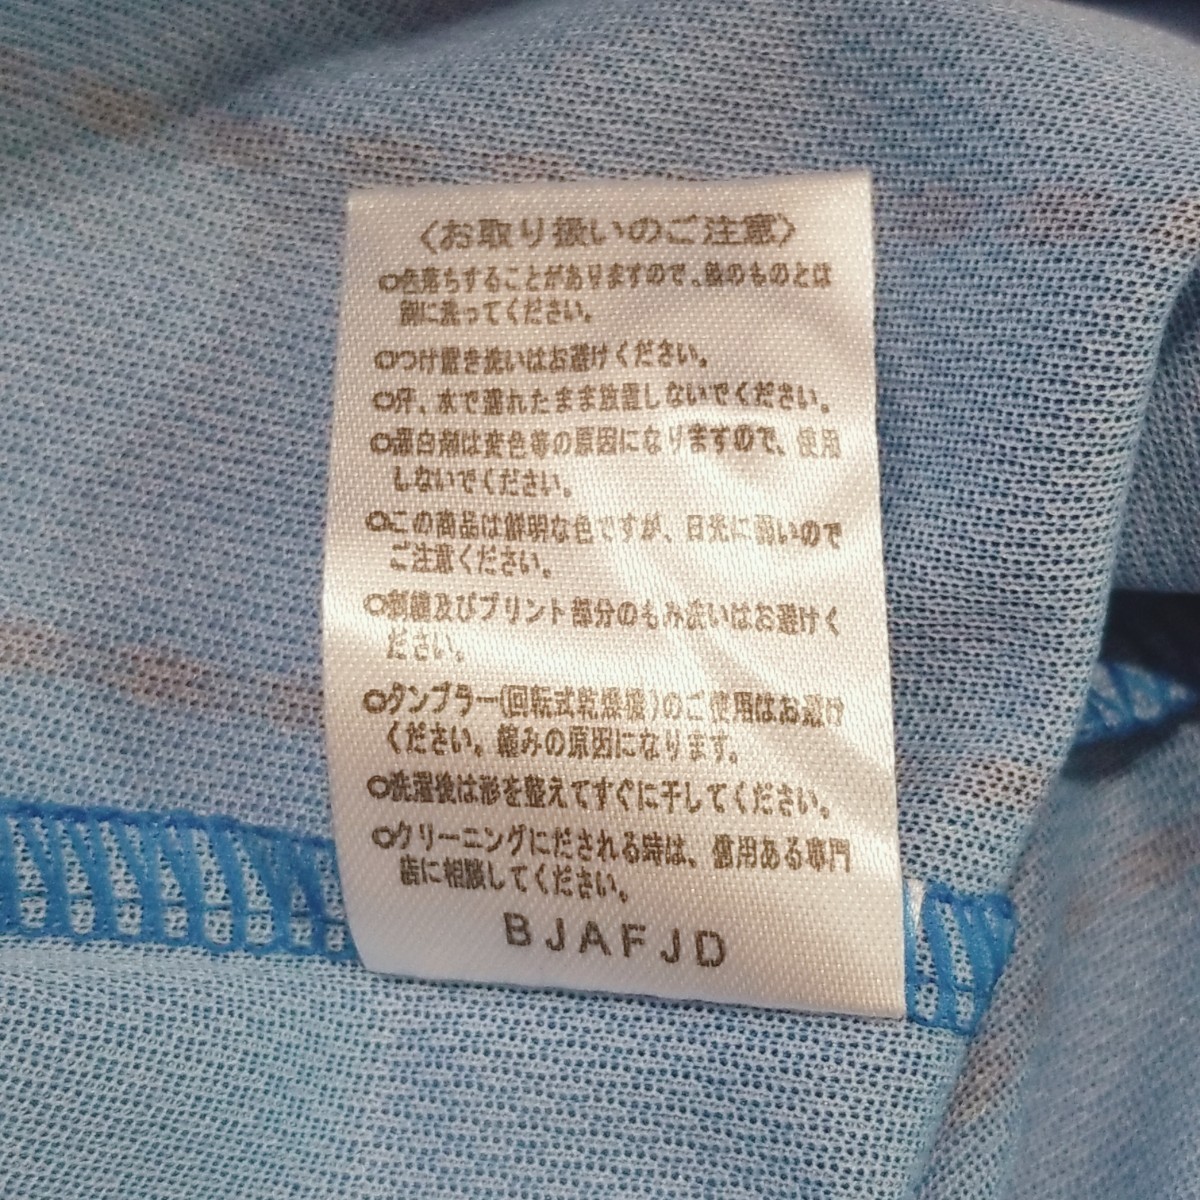 〈お取り扱いのご注意〉
○色落ちすることがありますので、他のものとは
別に洗ってください。
○つけ置き洗いはお避けください。
○汗、水で濡れたまま放置しないでください。
○漂白剤は変色等の原因になりますので、使用
しないでください。
○この商品は鮮明な色ですが、日光に弱いので
ご注意ください。
○刺繍及びプリント部分のもみ洗いはお避けく
ださい。
○タンブラー(回転式乾燥機)のご使用はお避け
ください。縮みの原因になります。
○洗濯後は形を整えてすぐに干してください。
○クリーニングにだされる時は、信用ある専門
店に相談してください。
BJAFJD